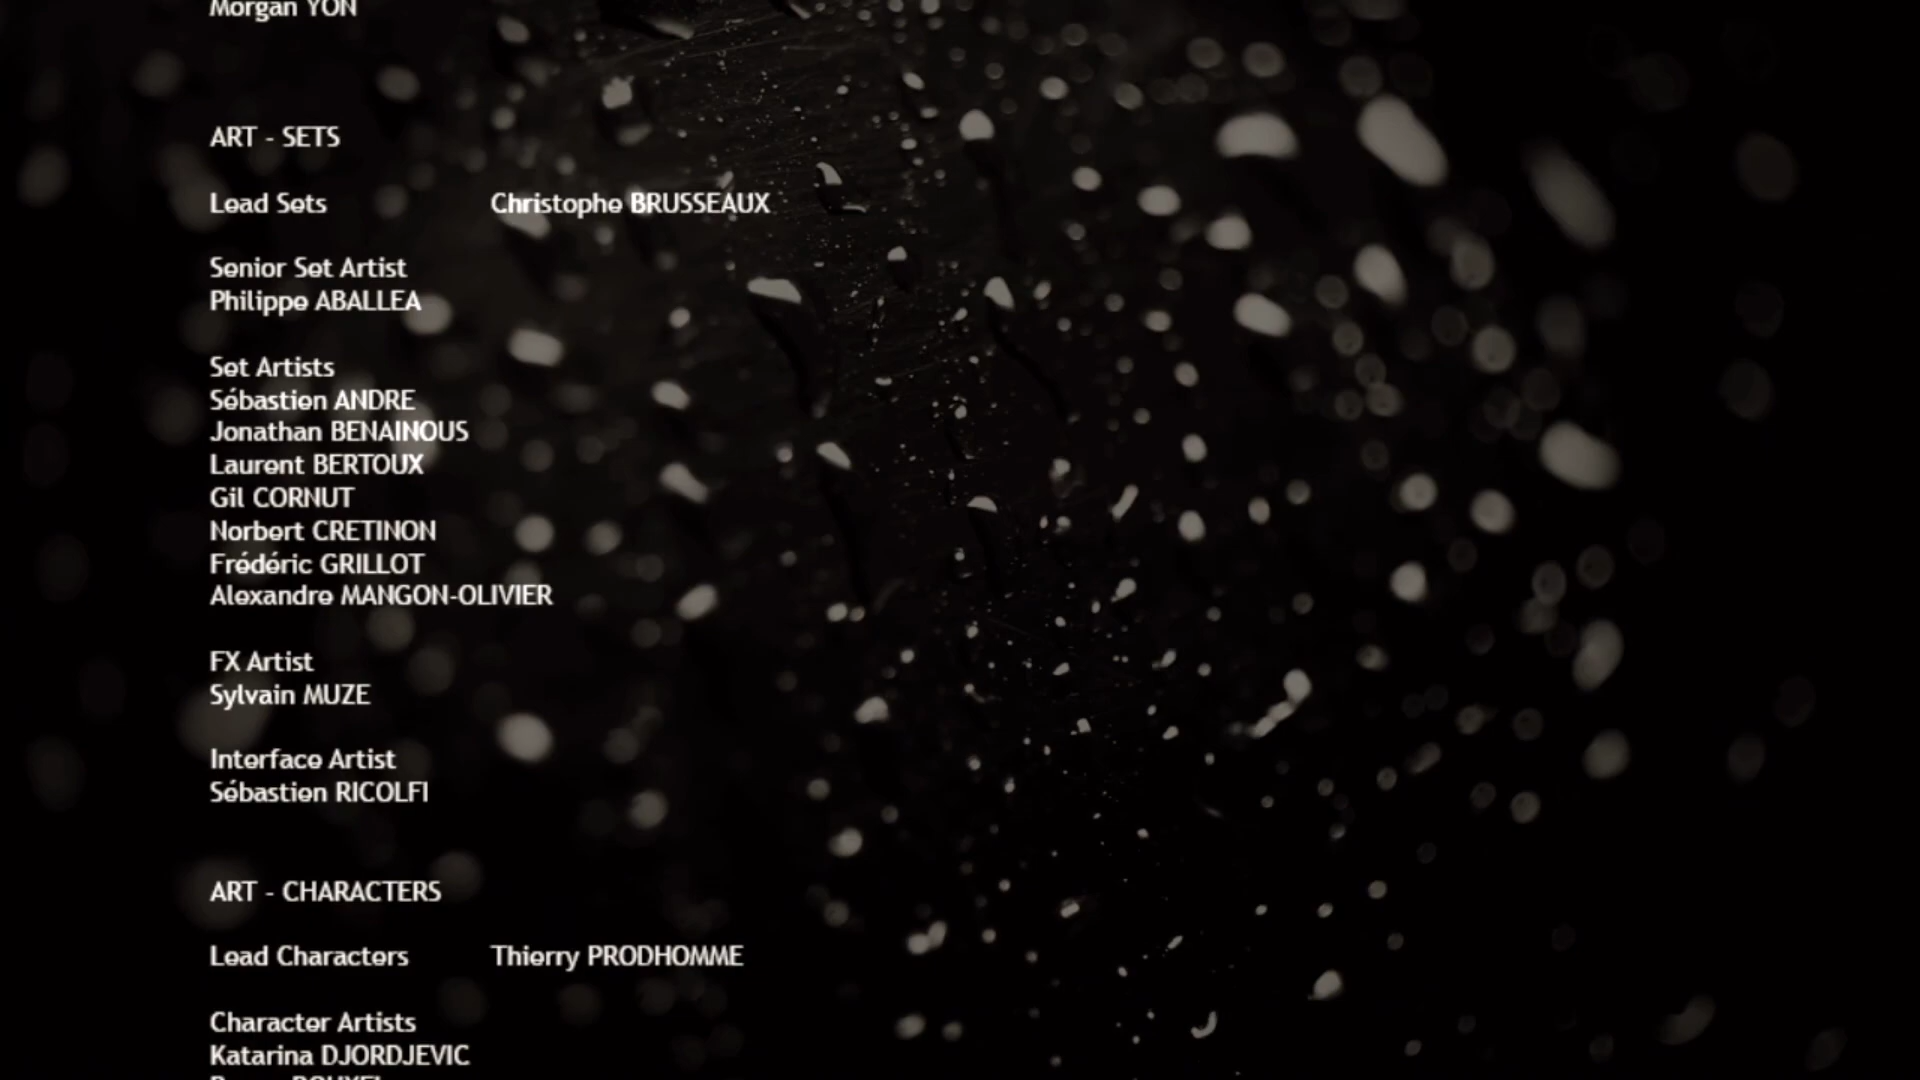 Morgan YON
ART - SETS
Lead Sets Christophe BRUSSEAUX
Senior Set Artist
Philippe ABALLEA
Set Artists
Sébastien ANDRE
Jonathan BENAINOUS
Laurent BERTOUX
Gil CORNUT
Norbert CRETINON
Frédéric GRILLOT
Alexandre MANGON-OLIVIER
FX Artist
Sylvain MUZE
Interface Artist
Sébastien RICOLFI
ART - CHARACTERS
Lead Characters Thierry PRODHOMME
Character Artists
Katarina DJORDJEVIC